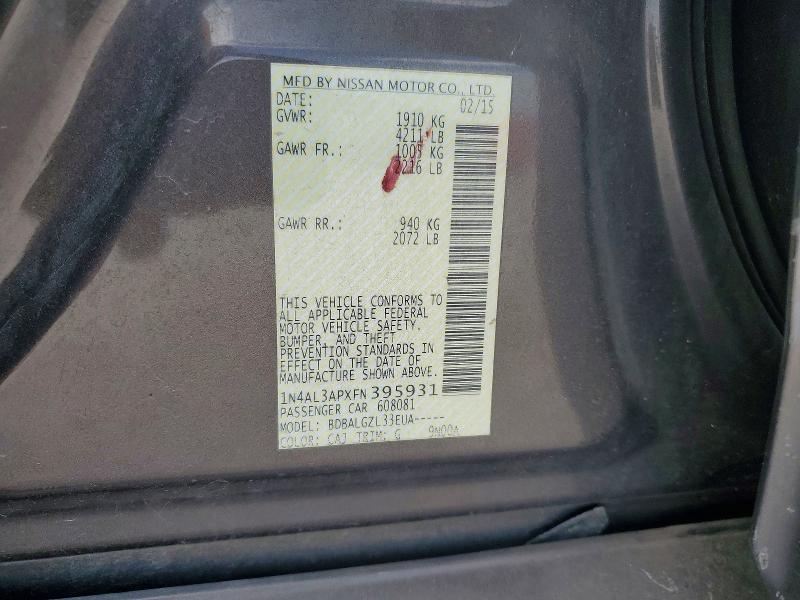 MFD BY NISSAN MOTOR CO., LTD.
DATE: 02/15
GVWR: 1910 KG
4211 LB
GAWR FR.: 1005 KG
2216 LB
GAWR RR.: 940 KG
2072 LB
THIS VEHICLE CONFORMS TO
ALL APPLICABLE FEDERAL
MOTOR VEHICLE SAFETY,
BUMPER, AND THEFT
PREVENTION STANDARDS IN
EFFECT ON THE DATE OF
MANUFACTURE SHOWN ABOVE.
1N4AL3APXFN395931
PASSENGER CAR 608081
MODEL: BDBALGZL33EUA-----
COLOR: CAJ TRIM: G 9N00A